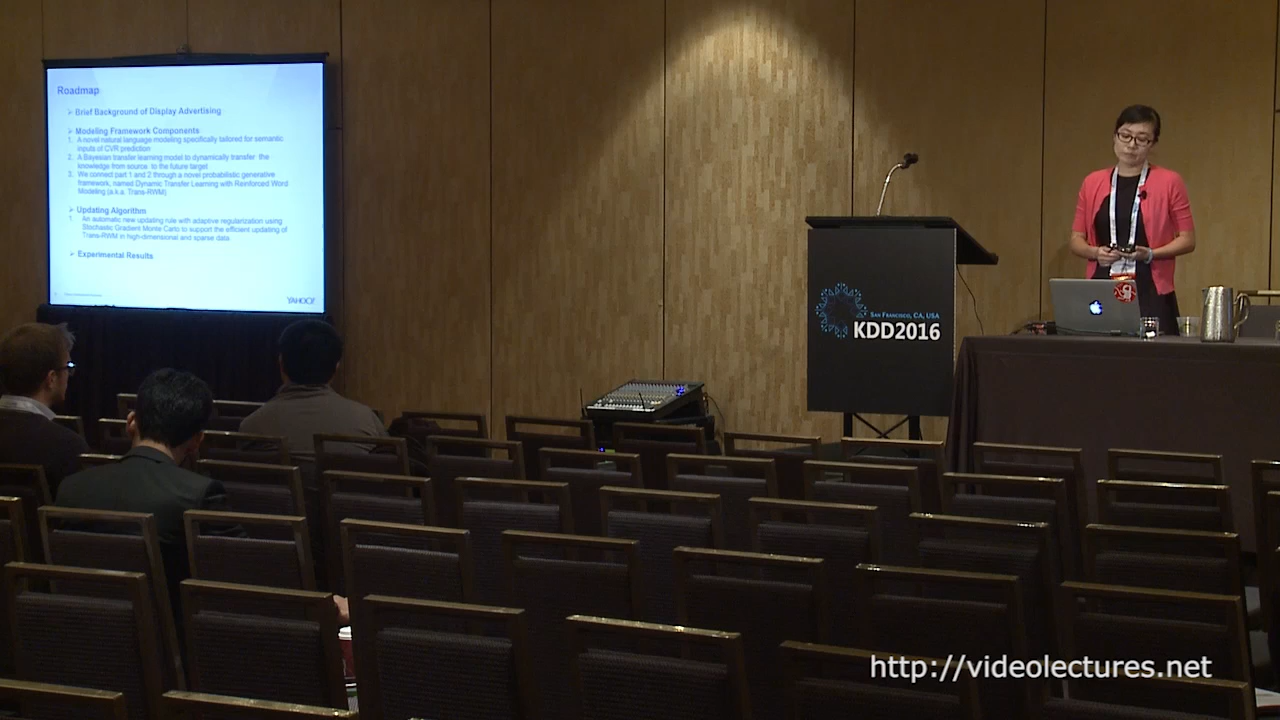 Roadmap
➢ Brief Background of Display Advertising
➢ Modeling Framework Components
1. A novel natural language modeling specifically tailored for semantic
inputs of CVR prediction
2. A Bayesian transfer learning model to dynamically transfer the
knowledge from source to the future target
3. We connect part 1 and 2 through a novel probabilistic generative
framework, named Dynamic Transfer Learning with Reinforced Word
Modeling (a.k.a. Trans-RWM)
➢ Updating Algorithm
1. An automatic new updating rule with adaptive regularization using
Stochastic Gradient Monte Carlo to support the efficient updating of
Trans-RWM in high-dimensional and sparse data.
➢ Experimental Results
YAHOO!
SAN FRANCISCO, CA, USA
KDD2016
http://videolectures.net